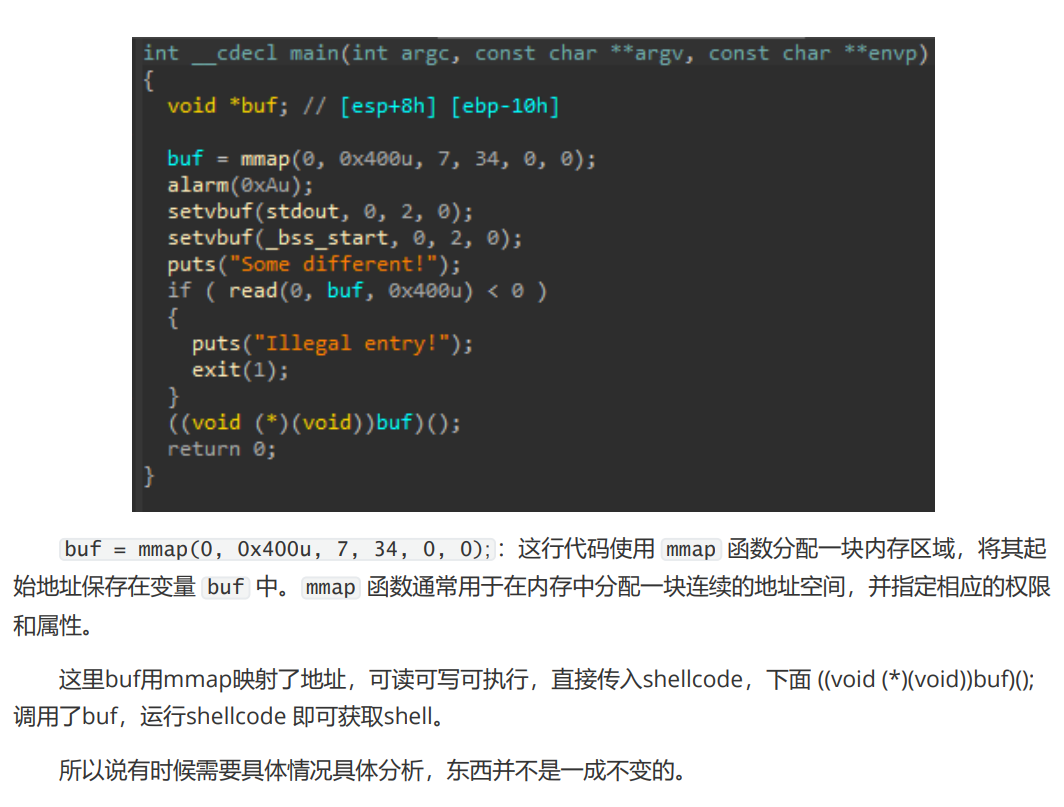 int __cdecl main(int argc, const char **argv, const char **envp)
{
void *buf; // [esp+8h] [ebp-10h]
buf = mmap(0, 0x400u, 7, 34, 0, 0);
alarm(0xAu);
setvbuf(stdout, 0, 2, 0);
setvbuf(_bss_start, 0, 2, 0);
puts("Some different!");
if ( read(0, buf, 0x400u) < 0 )
{
puts("Illegal entry!");
exit(1);
}
((void (*)(void))buf)();
return 0;
}
buf = mmap(0, 0x400u, 7, 34, 0, 0);：这行代码使用 mmap 函数分配一块内存区域，将其起
始地址保存在变量 buf 中。mmap 函数通常用于在内存中分配一块连续的地址空间，并指定相应的权限
和属性。
这里buf用mmap映射了地址，可读可写可执行，直接传入shellcode，下面 ((void (*)(void))buf)();
调用了buf，运行shellcode 即可获取shell。
所以说有时候需要具体情况具体分析，东西并不是一成不变的。